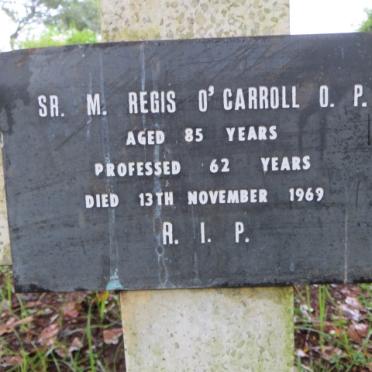 SR. M. REGIS O'CARROLL O. P.
AGED 85 YEARS
PROFESSED 62 YEARS
DIED 13TH NOVEMBER 1969
R. I. P.